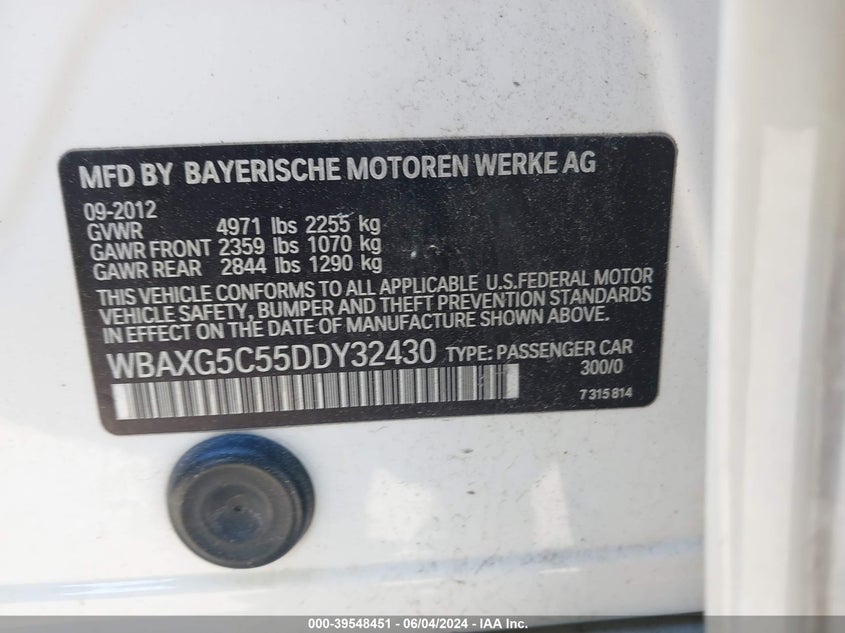 MFD BY BAYERISCHE MOTOREN WERKE AG
09-2012
GVWR 4971 lbs 2255 kg
GAWR FRONT 2359 lbs 1070 kg
GAWR REAR 2844 lbs 1290 kg
THIS VEHICLE CONFORMS TO ALL APPLICABLE U.S.FEDERAL MOTOR
VEHICLE SAFETY, BUMPER AND THEFT PREVENTION STANDARDS
IN EFFECT ON THE DATE OF MANUFACTURE SHOWN ABOVE.
WBAXG5C55DDY32430 TYPE: PASSENGER CAR
300/0
7315814
000-39548451 - 06/04/2024 - IAA Inc.